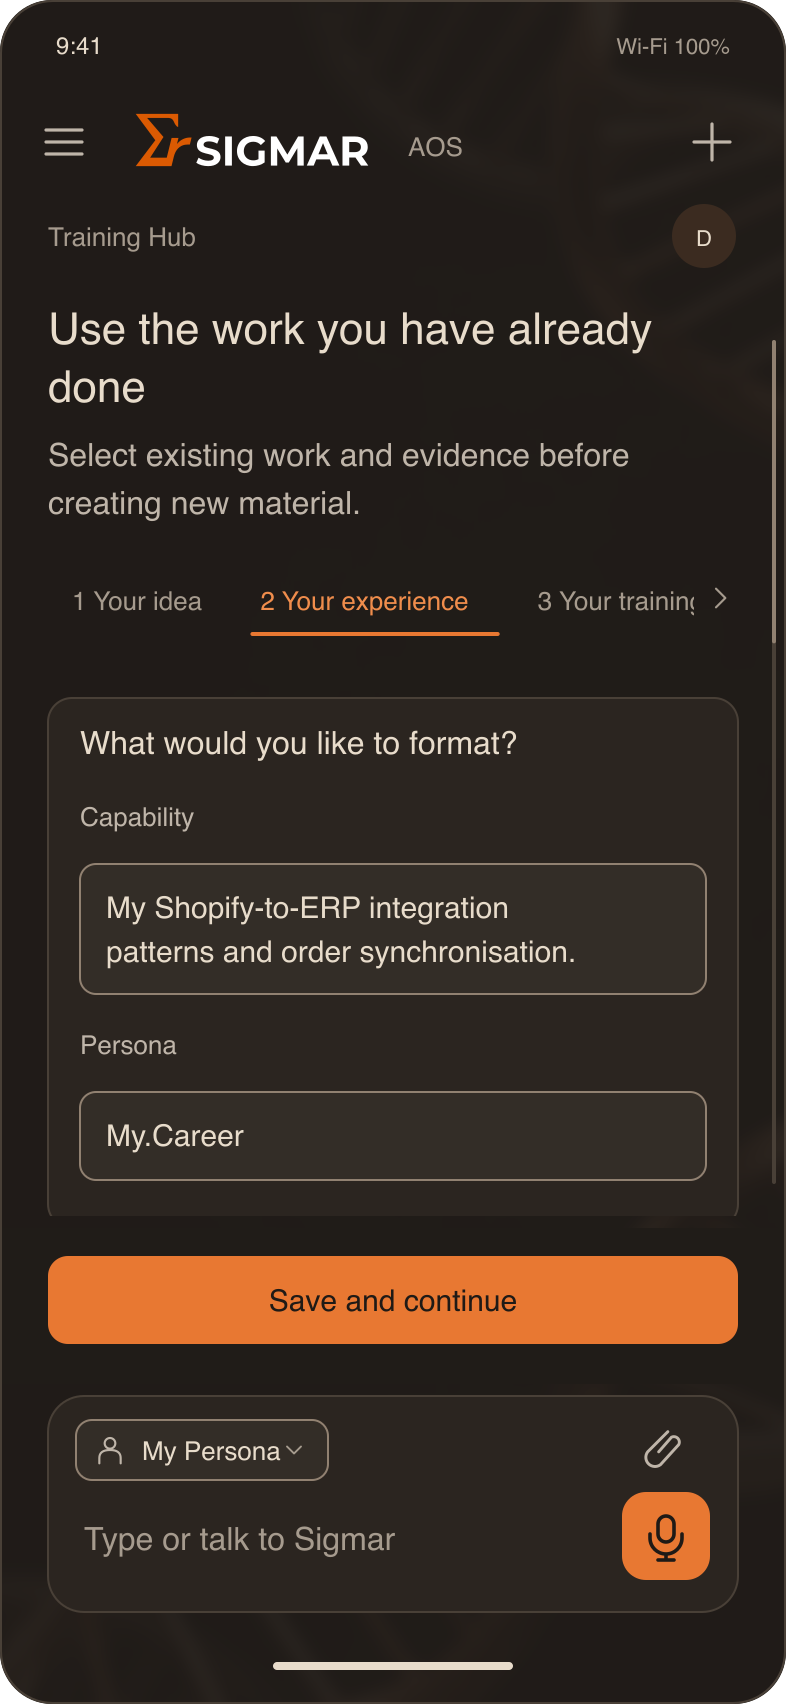 9:41
Wi-Fi 100%
Σr SIGMAR AOS
Training Hub
D
Use the work you have already
done
Select existing work and evidence before
creating new material.
1 Your idea
2 Your experience
3 Your training
What would you like to format?
Capability
My Shopify-to-ERP integration
patterns and order synchronisation.
Persona
My.Career
Save and continue
My Persona
Type or talk to Sigmar